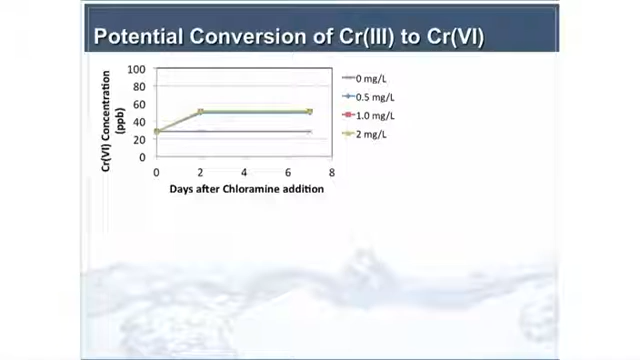 Potential Conversion of Cr(III) to Cr(VI)
Cr(VI) Concentration
(ppb)
100
80
60
40
20
0
0 2 4 6 8
Days after Chloramine addition
0 mg/L
0.5 mg/L
1.0 mg/L
2 mg/L